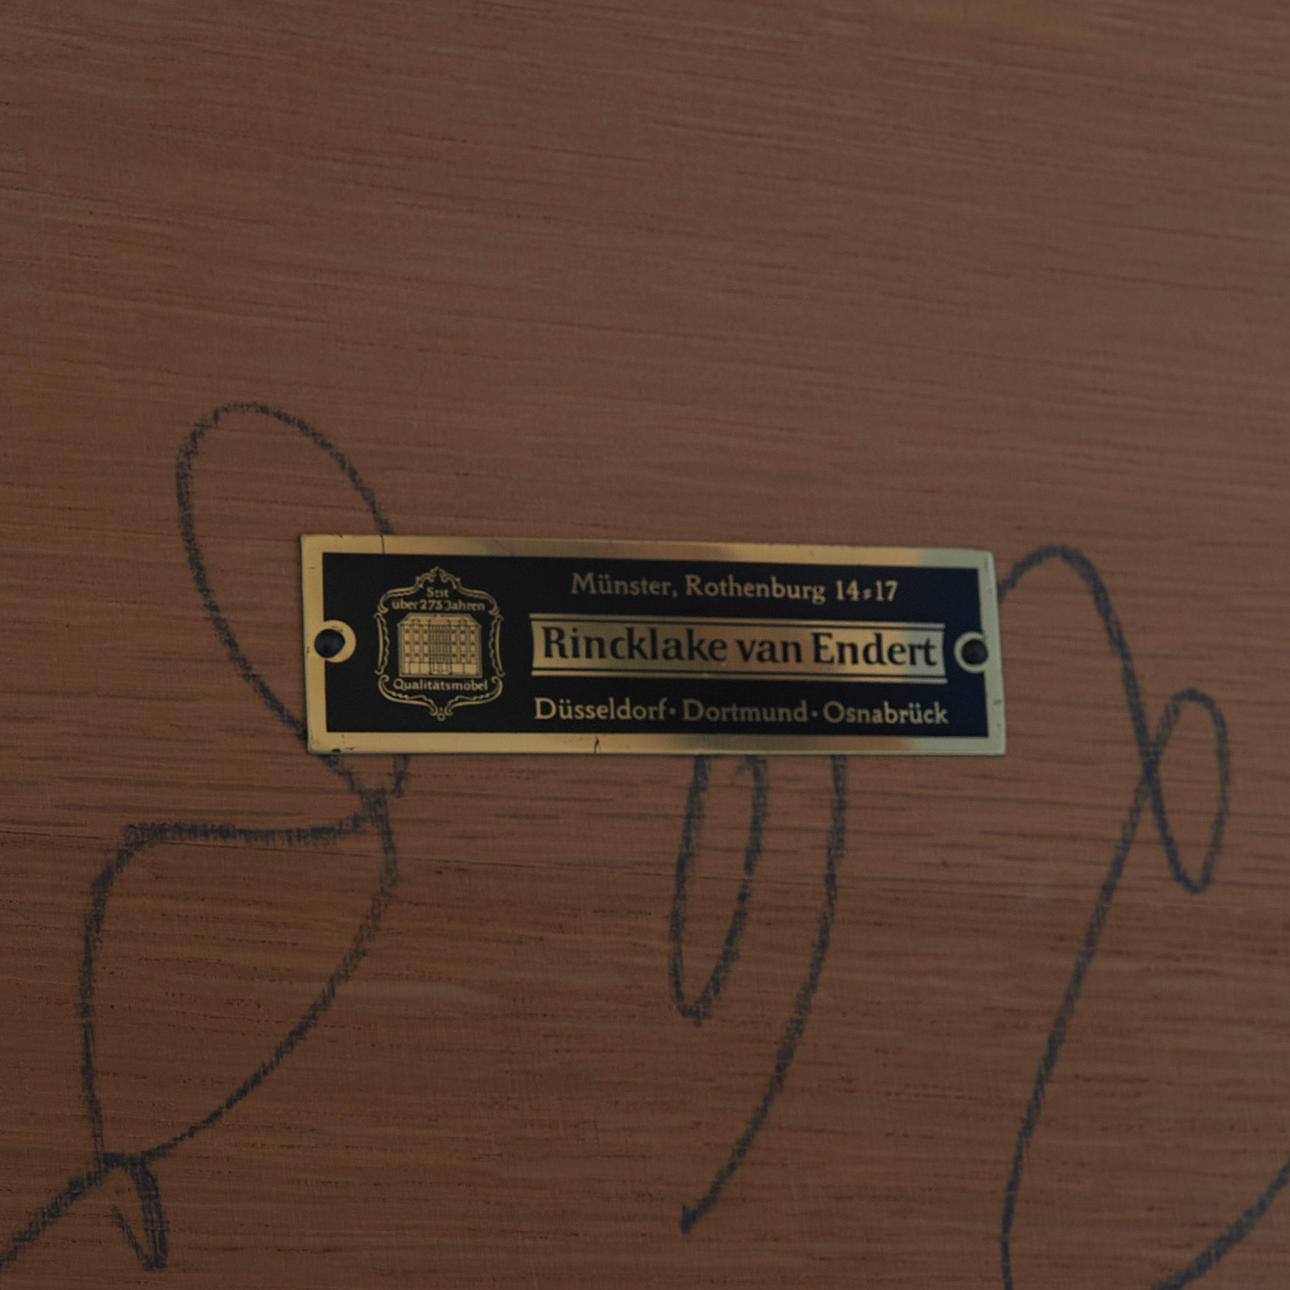 Seit
über 275 Jahren
Qualitätsmöbel
Münster, Rothenburg 14-17
Rincklake van Endert
Düsseldorf · Dortmund · Osnabrück